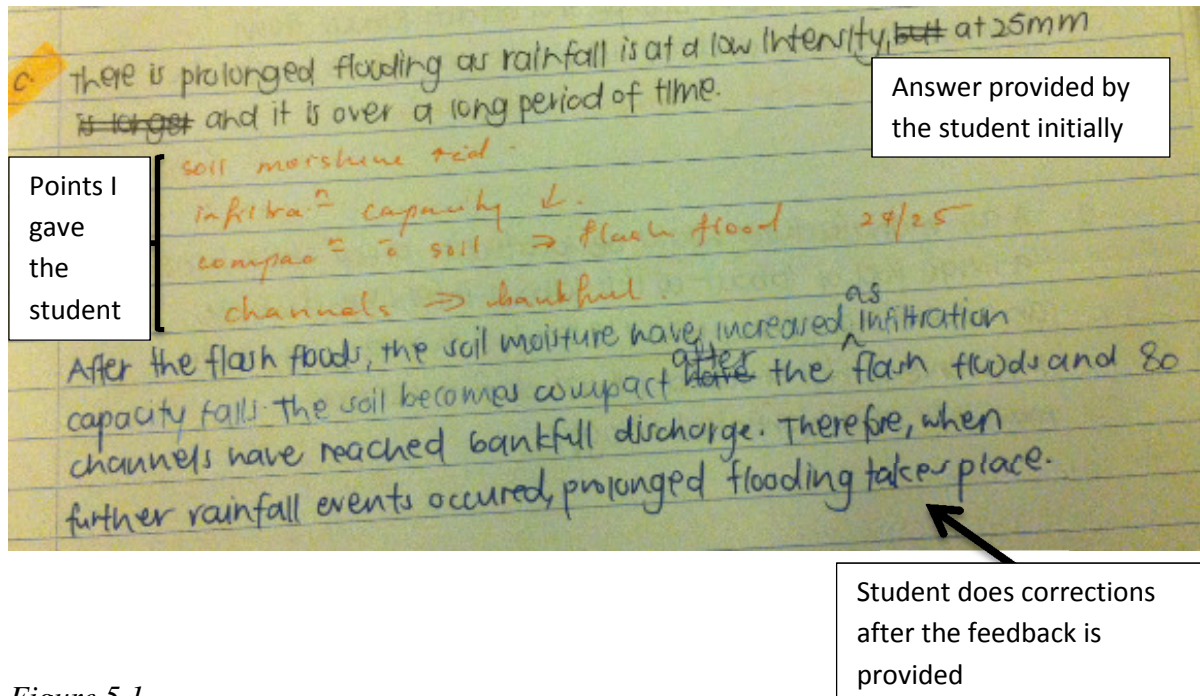 c. there is prolonged flooding as rainfall is at a low intensity, but at 25mm
is longer and it is over a long period of time.
Answer provided by
the student initially
Points I
gave
the
student
soil moisture
infiltraⁿ capacity ↓.
compacⁿ soil ⇒ flash flood 24/25
channels ⇒ bankfull.
After the flash floods, the soil moisture have increased, as infiltration
capacity falls. The soil becomes compact have after the flash floods and so
channels have reached bankfull discharge. Therefore, when
further rainfall events occured, prolonged flooding takes place.
Student does corrections
after the feedback is
provided
Figure 5.1